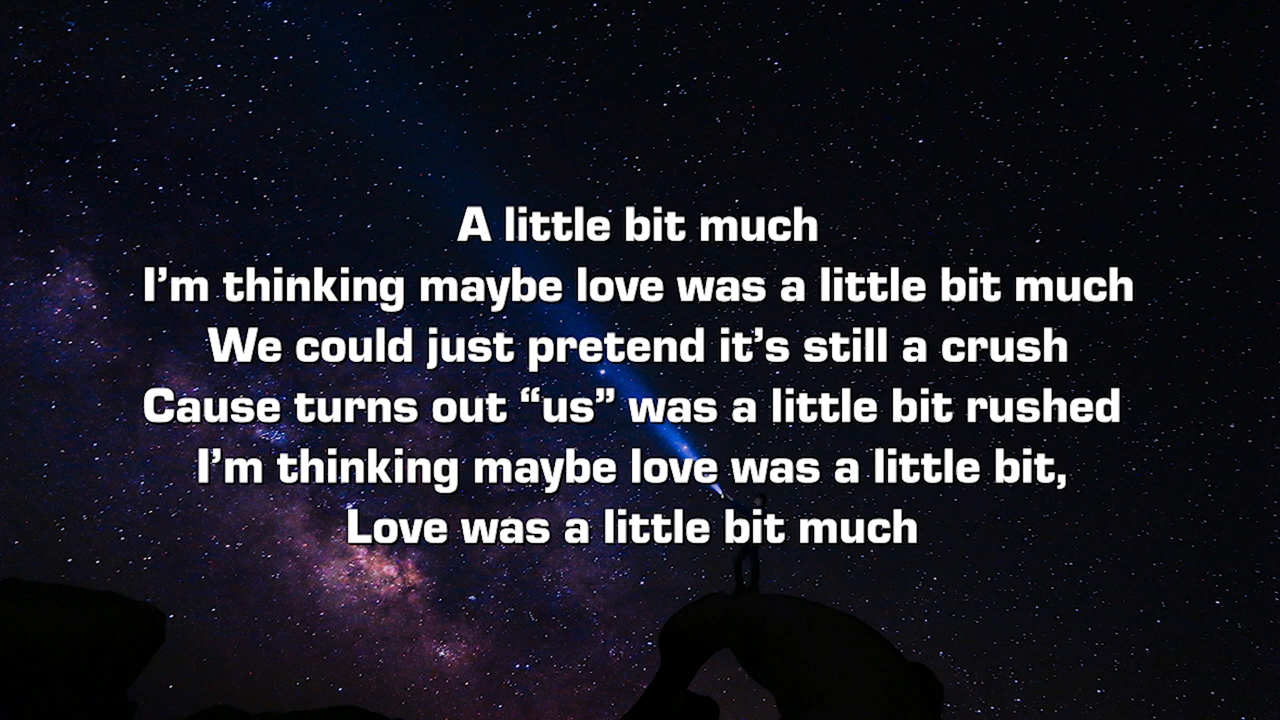 A little bit much
I’m thinking maybe love was a little bit much
We could just pretend it’s still a crush
Cause turns out “us” was a little bit rushed
I’m thinking maybe love was a little bit,
Love was a little bit much